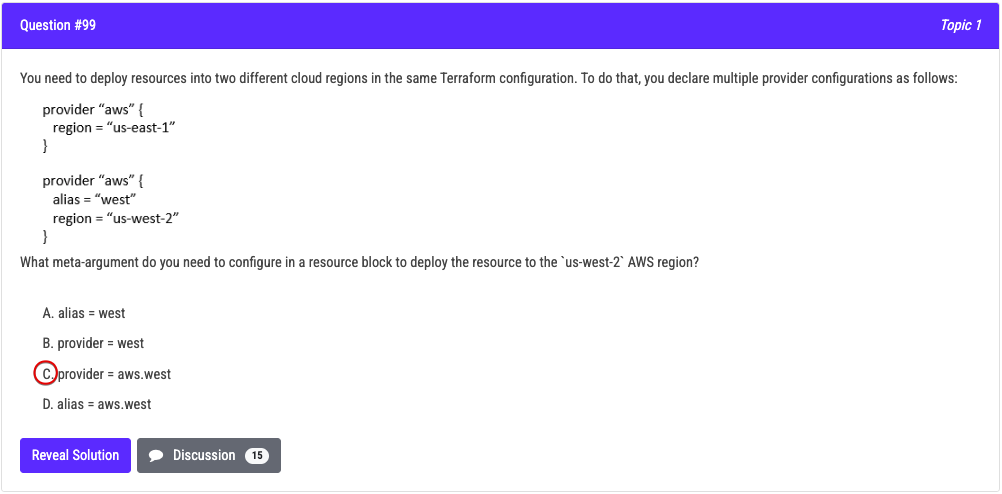 Question #99
Topic 1
You need to deploy resources into two different cloud regions in the same Terraform configuration. To do that, you declare multiple provider configurations as follows:
provider “aws” {
region = “us-east-1”
}
provider “aws” {
alias = “west”
region = “us-west-2”
}
What meta-argument do you need to configure in a resource block to deploy the resource to the `us-west-2` AWS region?
A. alias = west
B. provider = west
C. provider = aws.west
D. alias = aws.west
Reveal Solution
Discussion 15